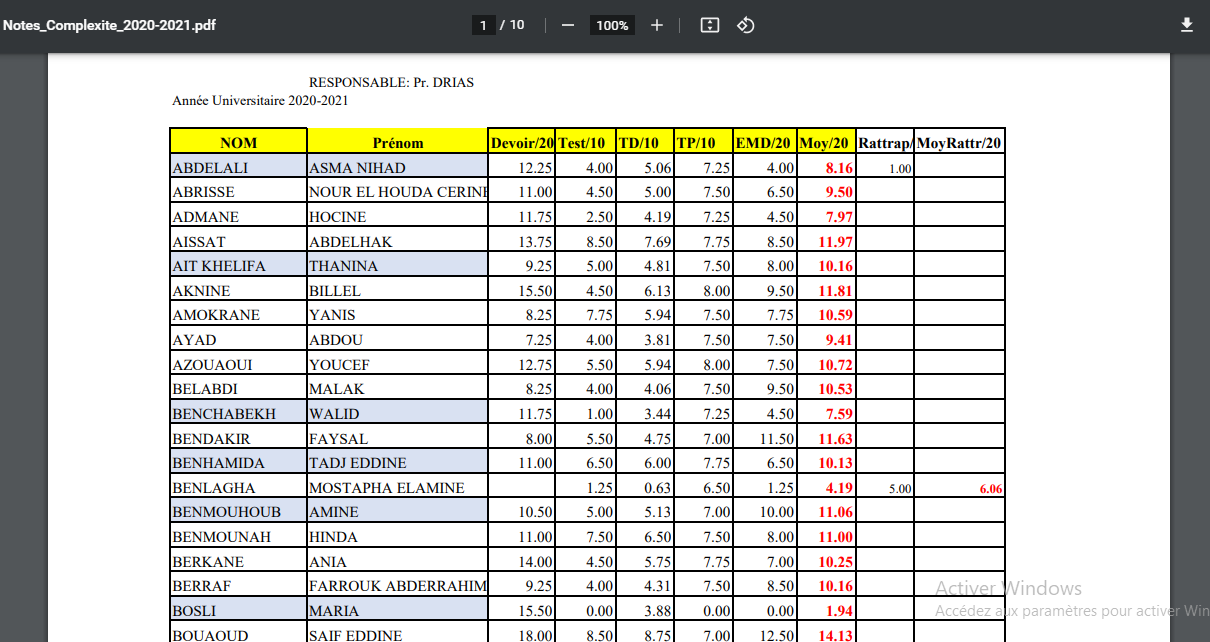 Notes_Complexite_2020-2021.pdf 1 / 10 100%
RESPONSABLE: Pr. DRIAS
Année Universitaire 2020-2021
NOM Prénom Devoir/20 Test/10 TD/10 TP/10 EMD/20 Moy/20 Rattrap/ MoyRattr/20
ABDELALI ASMA NIHAD 12.25 4.00 5.06 7.25 4.00 8.16 1.00
ABRISSE NOUR EL HOUDA CERINE 11.00 4.50 5.00 7.50 6.50 9.50
ADMANE HOCINE 11.75 2.50 4.19 7.25 4.50 7.97
AISSAT ABDELHAK 13.75 8.50 7.69 7.75 8.50 11.97
AIT KHELIFA THANINA 9.25 5.00 4.81 7.50 8.00 10.16
AKNINE BILLEL 15.50 4.50 6.13 8.00 9.50 11.81
AMOKRANE YANIS 8.25 7.75 5.94 7.50 7.75 10.59
AYAD ABDOU 7.25 4.00 3.81 7.50 7.50 9.41
AZOUAOUI YOUCEF 12.75 5.50 5.94 8.00 7.50 10.72
BELABDI MALAK 8.25 4.00 4.06 7.50 9.50 10.53
BENCHABEKH WALID 11.75 1.00 3.44 7.25 4.50 7.59
BENDAKIR FAYSAL 8.00 5.50 4.75 7.00 11.50 11.63
BENHAMIDA TADJ EDDINE 11.00 6.50 6.00 7.75 6.50 10.13
BENLAGHA MOSTAPHA ELAMINE 1.25 0.63 6.50 1.25 4.19 5.00 6.06
BENMOUHOUB AMINE 10.50 5.00 5.13 7.00 10.00 11.06
BENMOUNAH HINDA 11.00 7.50 6.50 7.50 8.00 11.00
BERKANE ANIA 14.00 4.50 5.75 7.75 7.00 10.25
BERRAF FARROUK ABDERRAHIM 9.25 4.00 4.31 7.50 8.50 10.16
BOSLI MARIA 15.50 0.00 3.88 0.00 0.00 1.94
BOUAOUD SAIF EDDINE 18.00 8.50 8.75 7.00 12.50 14.13
Activer Windows
Accédez aux paramètres pour activer Win